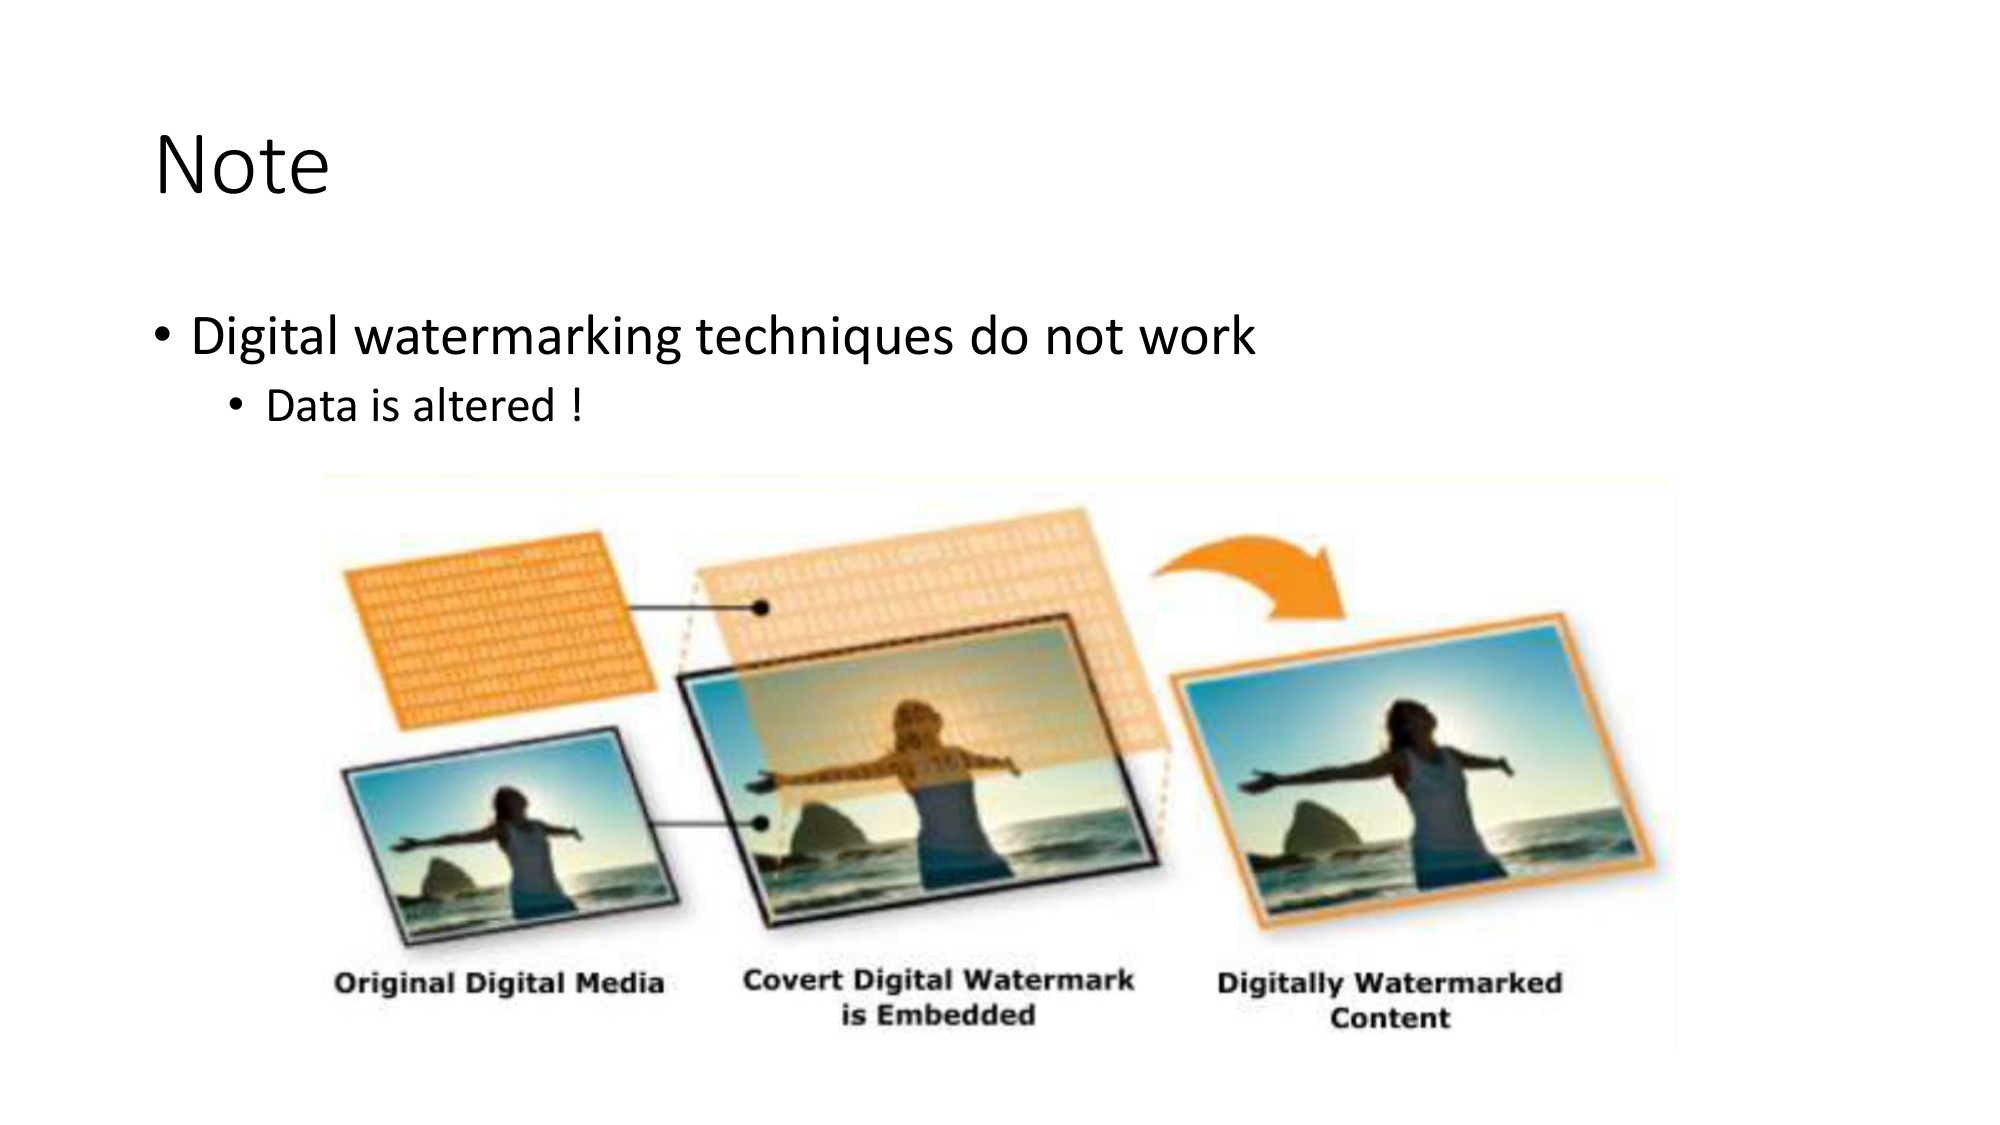 Note
• Digital watermarking techniques do not work
• Data is altered !
Original Digital Media
Covert Digital Watermark
is Embedded
Digitally Watermarked
Content